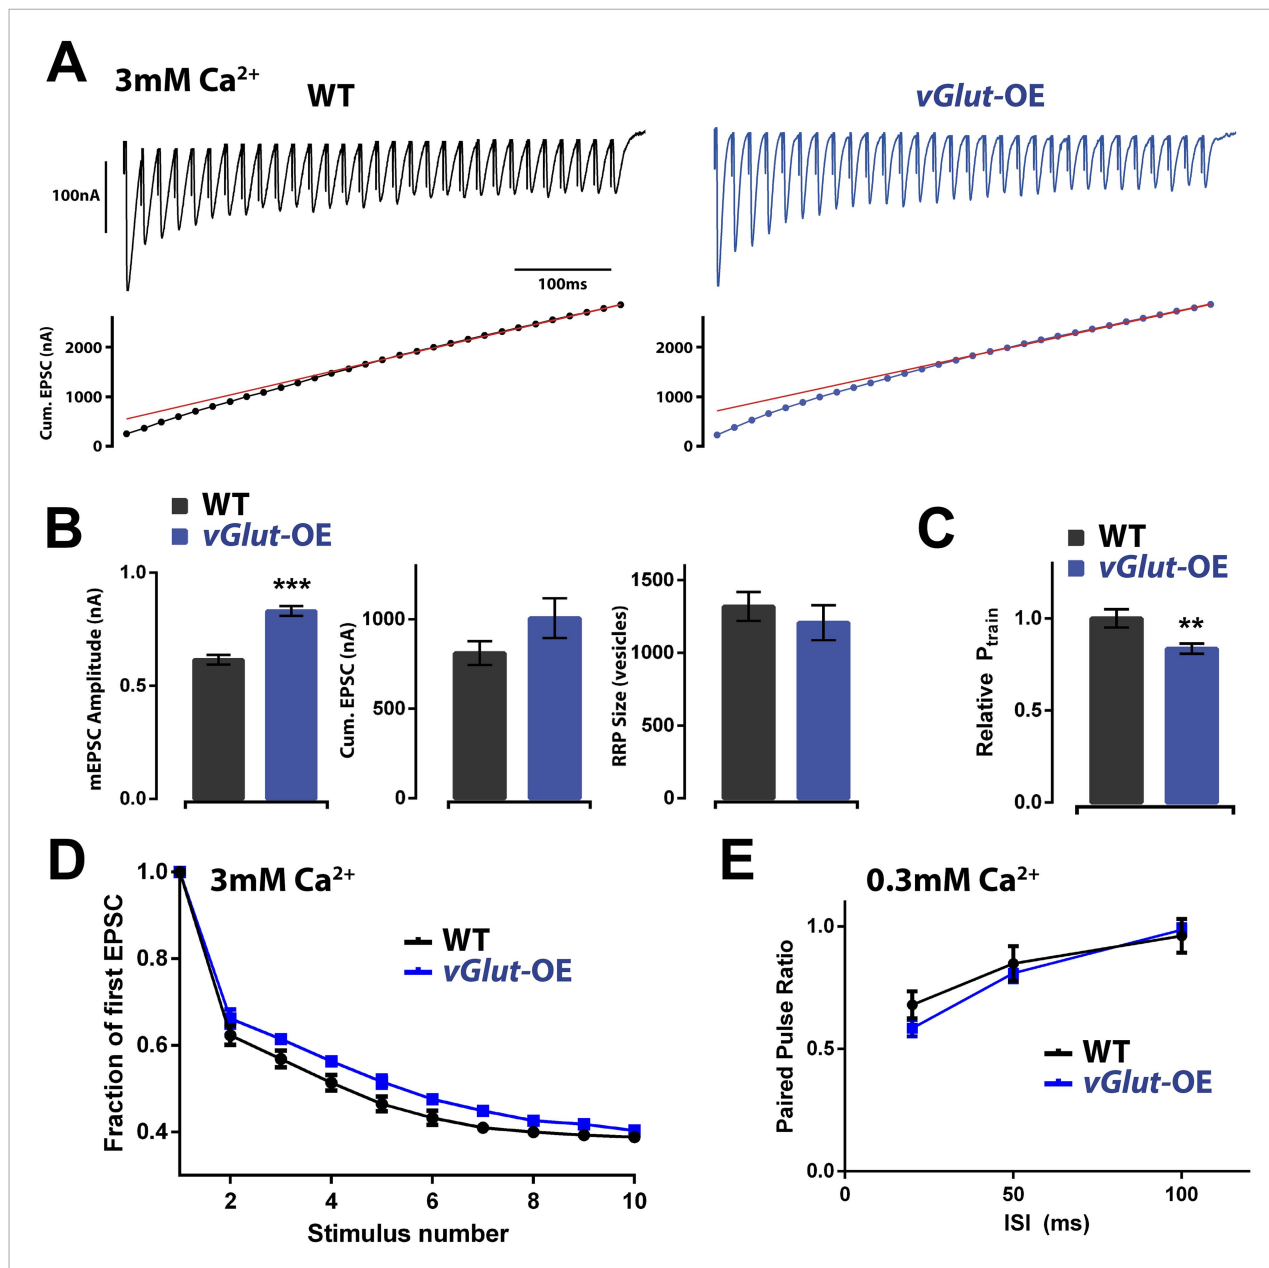 A
3mM Ca²⁺
WT
vGlut-OE
100nA
100ms
Cum. EPSC (nA)
2000
1000
0
2000
1000
0
B
WT
vGlut-OE
mEPSC Amplitude (nA)
1.0
0.5
0.0
***
Cum. EPSC (nA)
1000
500
0
RRP Size (vesicles)
1500
1000
500
0
C
WT
vGlut-OE
Relative Ptrain
1.0
0.5
0.0
**
D
3mM Ca²⁺
WT
vGlut-OE
Fraction of first EPSC
1.0
0.8
0.6
0.4
2 4 6 8 10
Stimulus number
E
0.3mM Ca²⁺
WT
vGlut-OE
Paired Pulse Ratio
1.0
0.5
0.0
0 50 100
ISI (ms)